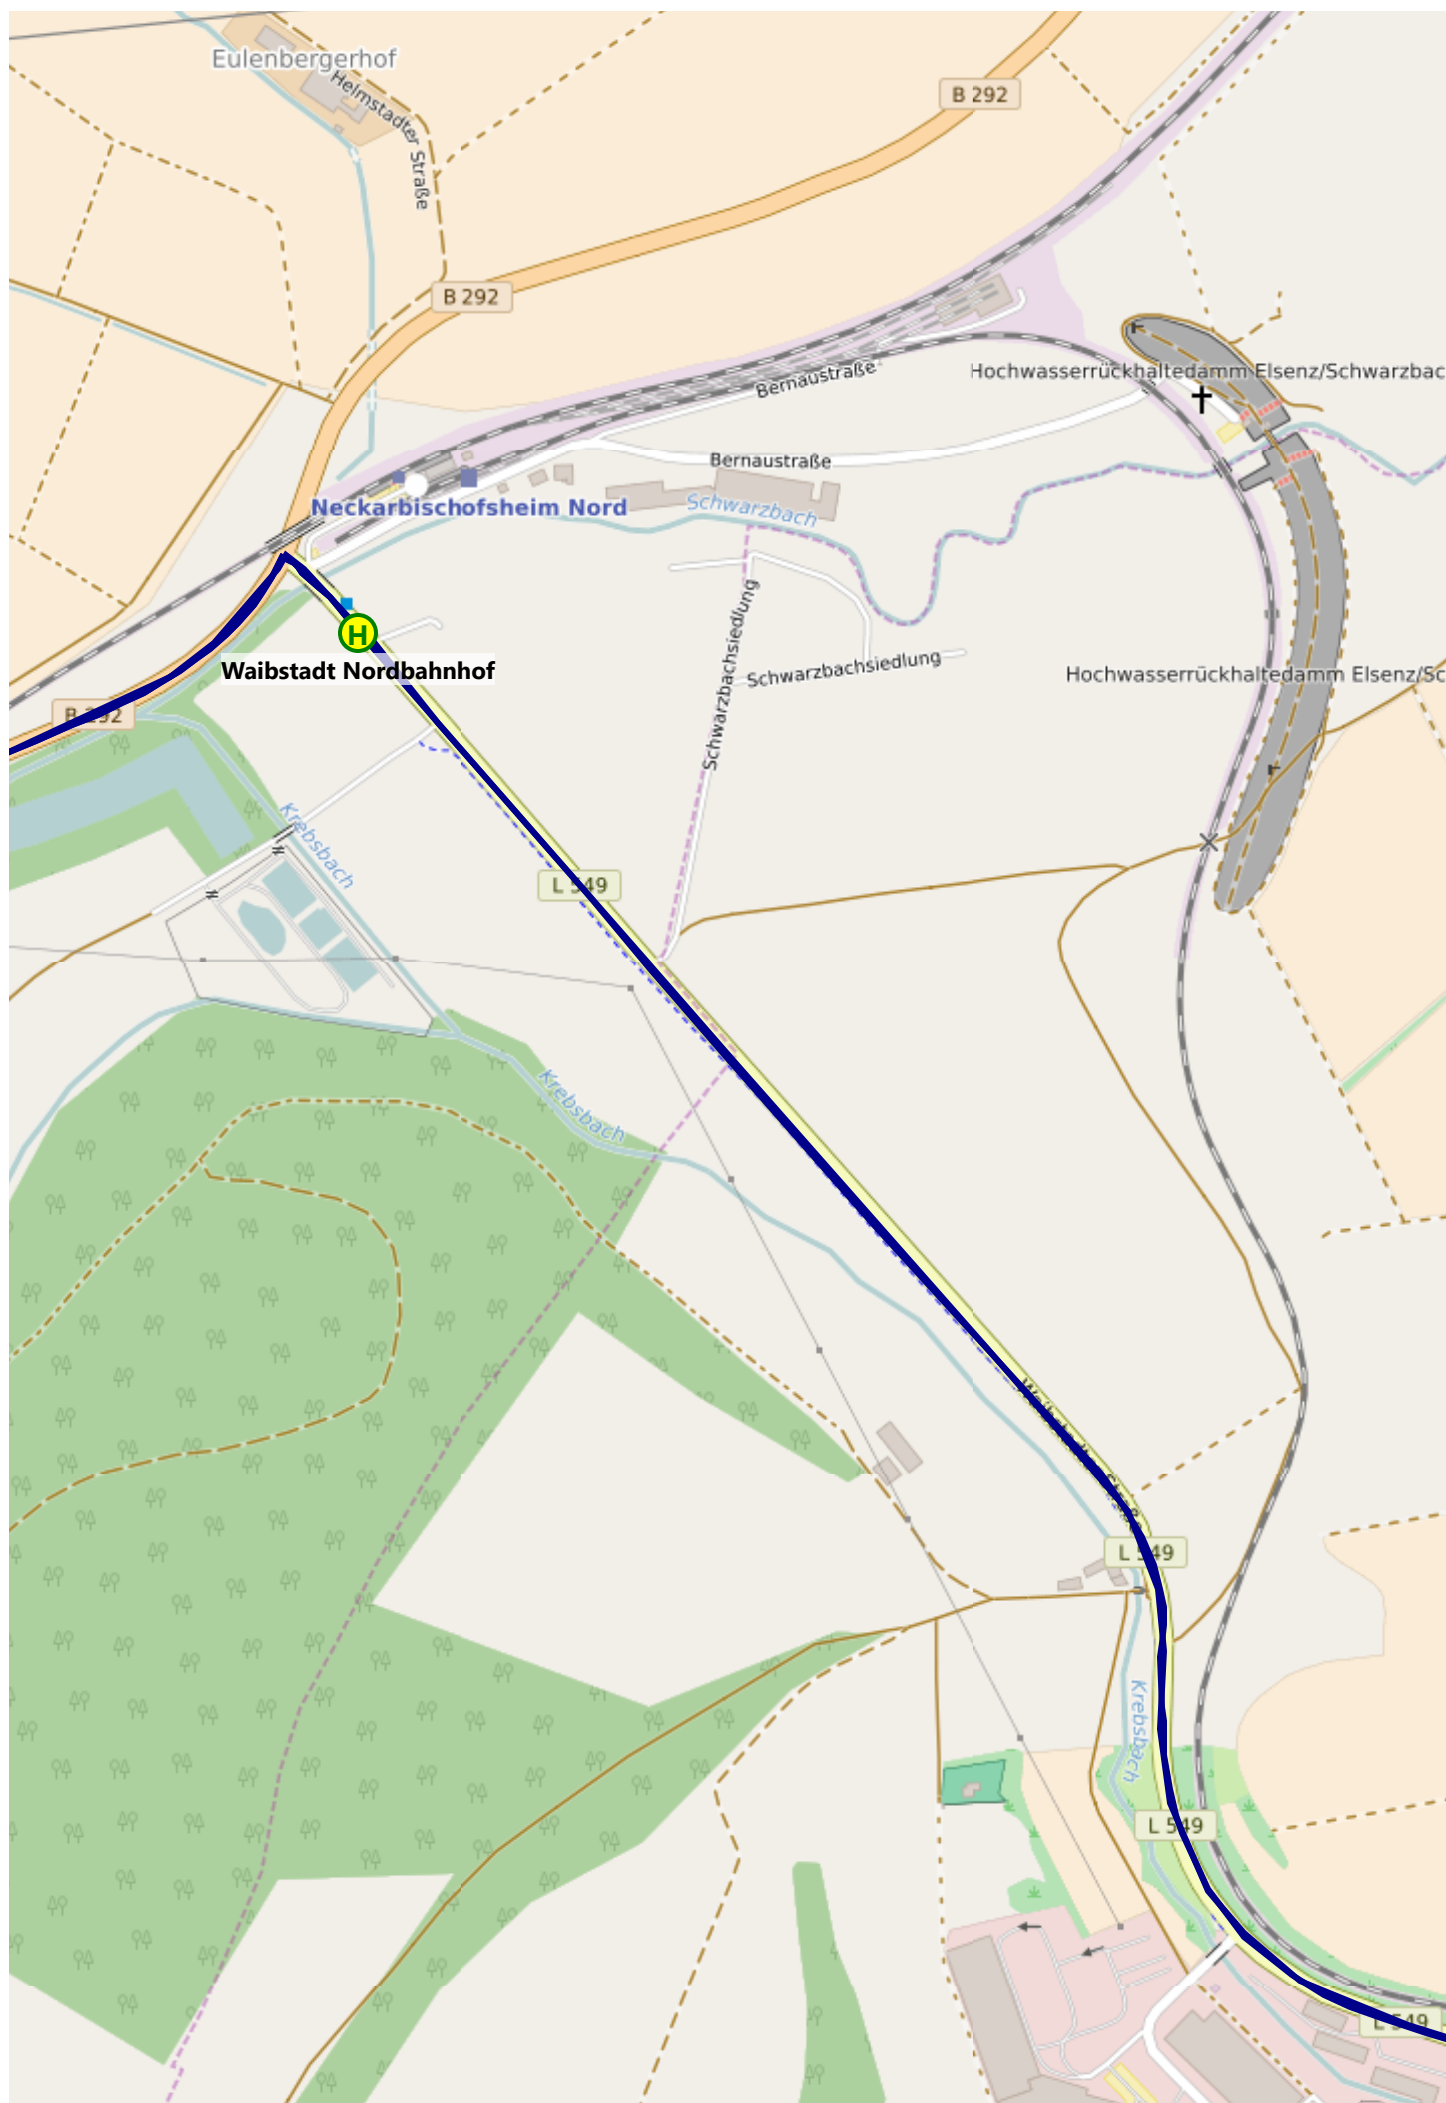 Eulenbergerhof
Helmstadter Straße
B 292
B 292
Hochwasserrückhaltedamm Elsenz/Schwarzbac
Bernaustraße
Bernaustraße
Neckarbischofsheim Nord
Schwarzbach
H
Waibstadt Nordbahnhof
Schwarzbachsiedlung
Schwarzbachsiedlung
Hochwasserrückhaltedamm Elsenz/Sc
B 292
Krebsbach
L 549
Krebsbach
L 549
Krebsbach
L 549
L 549